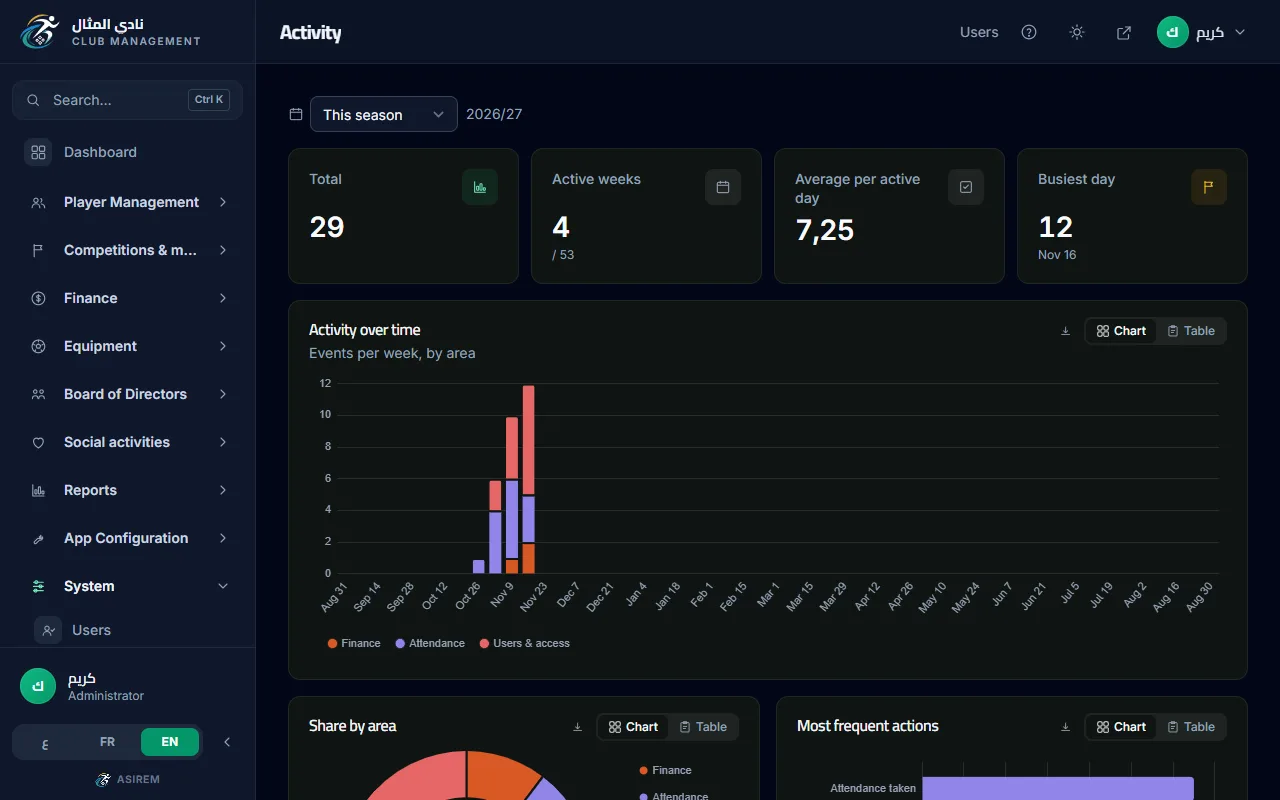 نادي المثال
CLUB MANAGEMENT
Search...
Ctrl K
Dashboard
Player Management
Competitions & m...
Finance
Equipment
Board of Directors
Social activities
Reports
App Configuration
System
Users
ك
كريم
Administrator
ع
FR
EN
ASIREM
Activity
Users
ك
كريم
This season
2026/27
Total
29
Active weeks
4
/ 53
Average per active
day
7,25
Busiest day
12
Nov 16
Activity over time
Events per week, by area
Chart
Table
12
10
8
6
4
2
0
Aug 31
Sep 14
Sep 28
Oct 12
Oct 26
Nov 9
Nov 23
Dec 7
Dec 21
Jan 4
Jan 18
Feb 1
Feb 15
Mar 1
Mar 15
Mar 29
Apr 12
Apr 26
May 10
May 24
Jun 7
Jun 21
Jul 5
Jul 19
Aug 2
Aug 16
Aug 30
Finance
Attendance
Users & access
Share by area
Chart
Table
Finance
Attendance
Most frequent actions
Chart
Table
Attendance taken